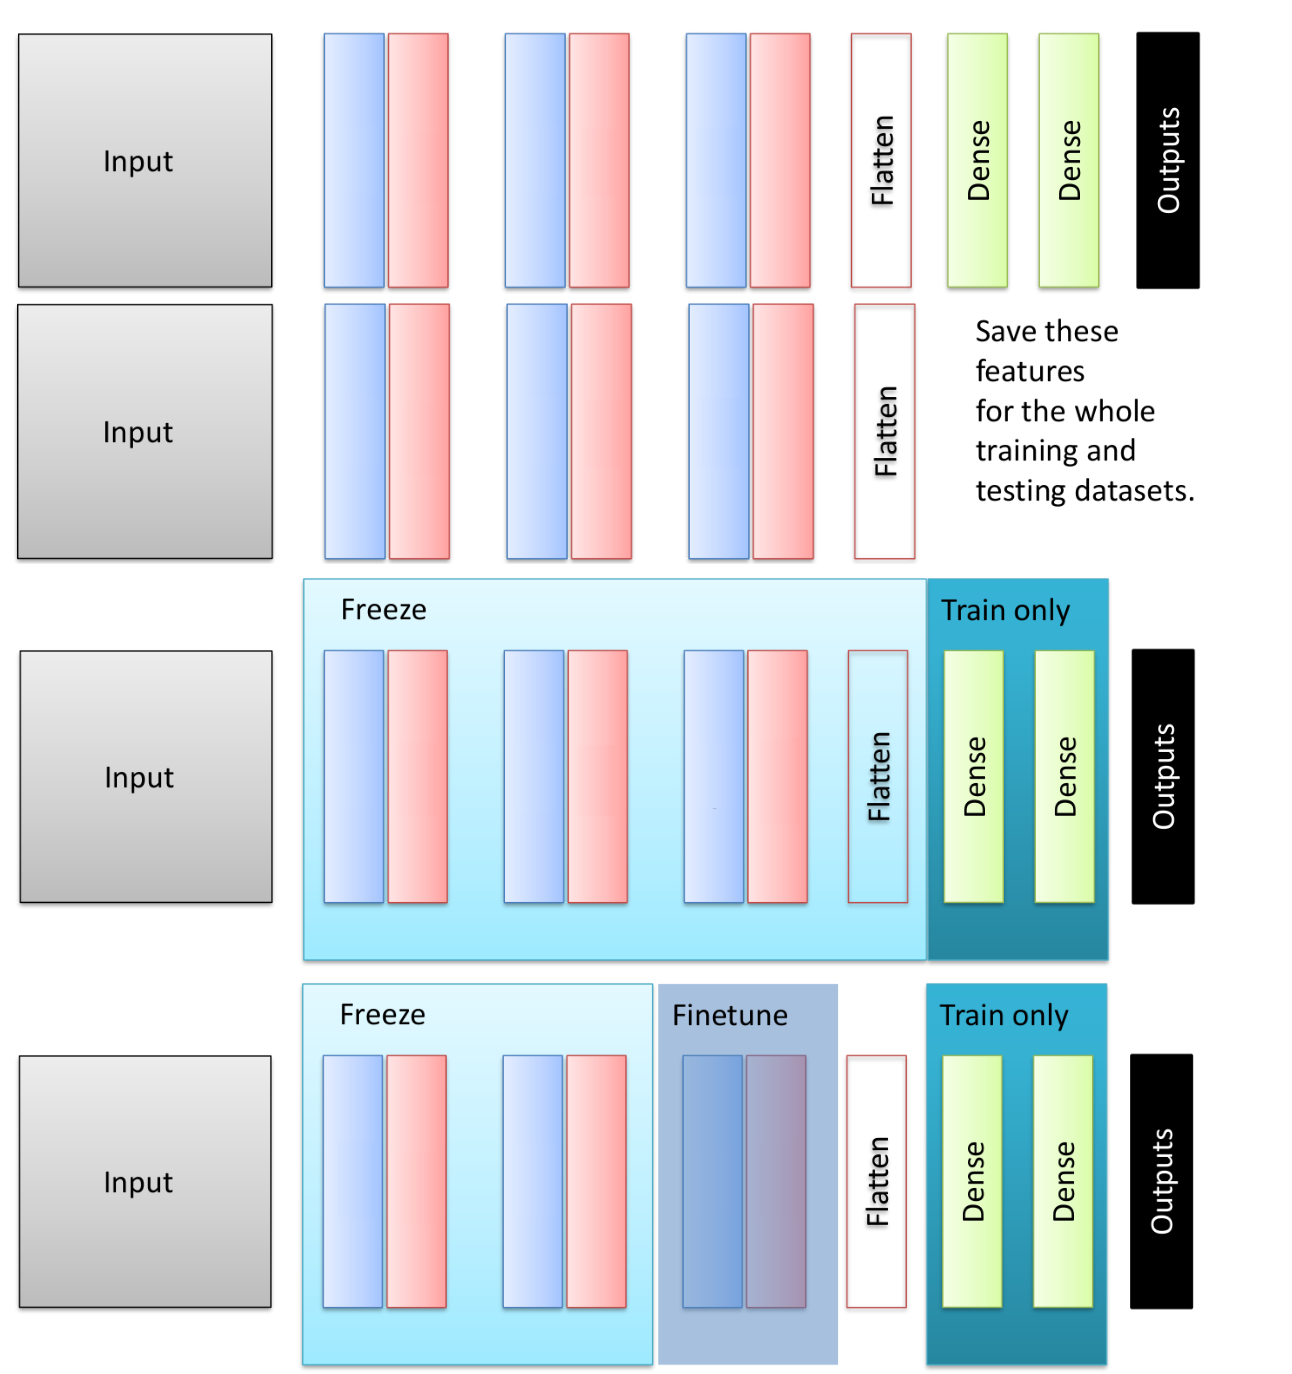 Input
Flatten
Dense
Dense
Outputs
Input
Flatten
Save these
features
for the whole
training and
testing datasets.
Freeze
Train only
Input
Flatten
Dense
Dense
Outputs
Freeze
Finetune
Train only
Input
Flatten
Dense
Dense
Outputs